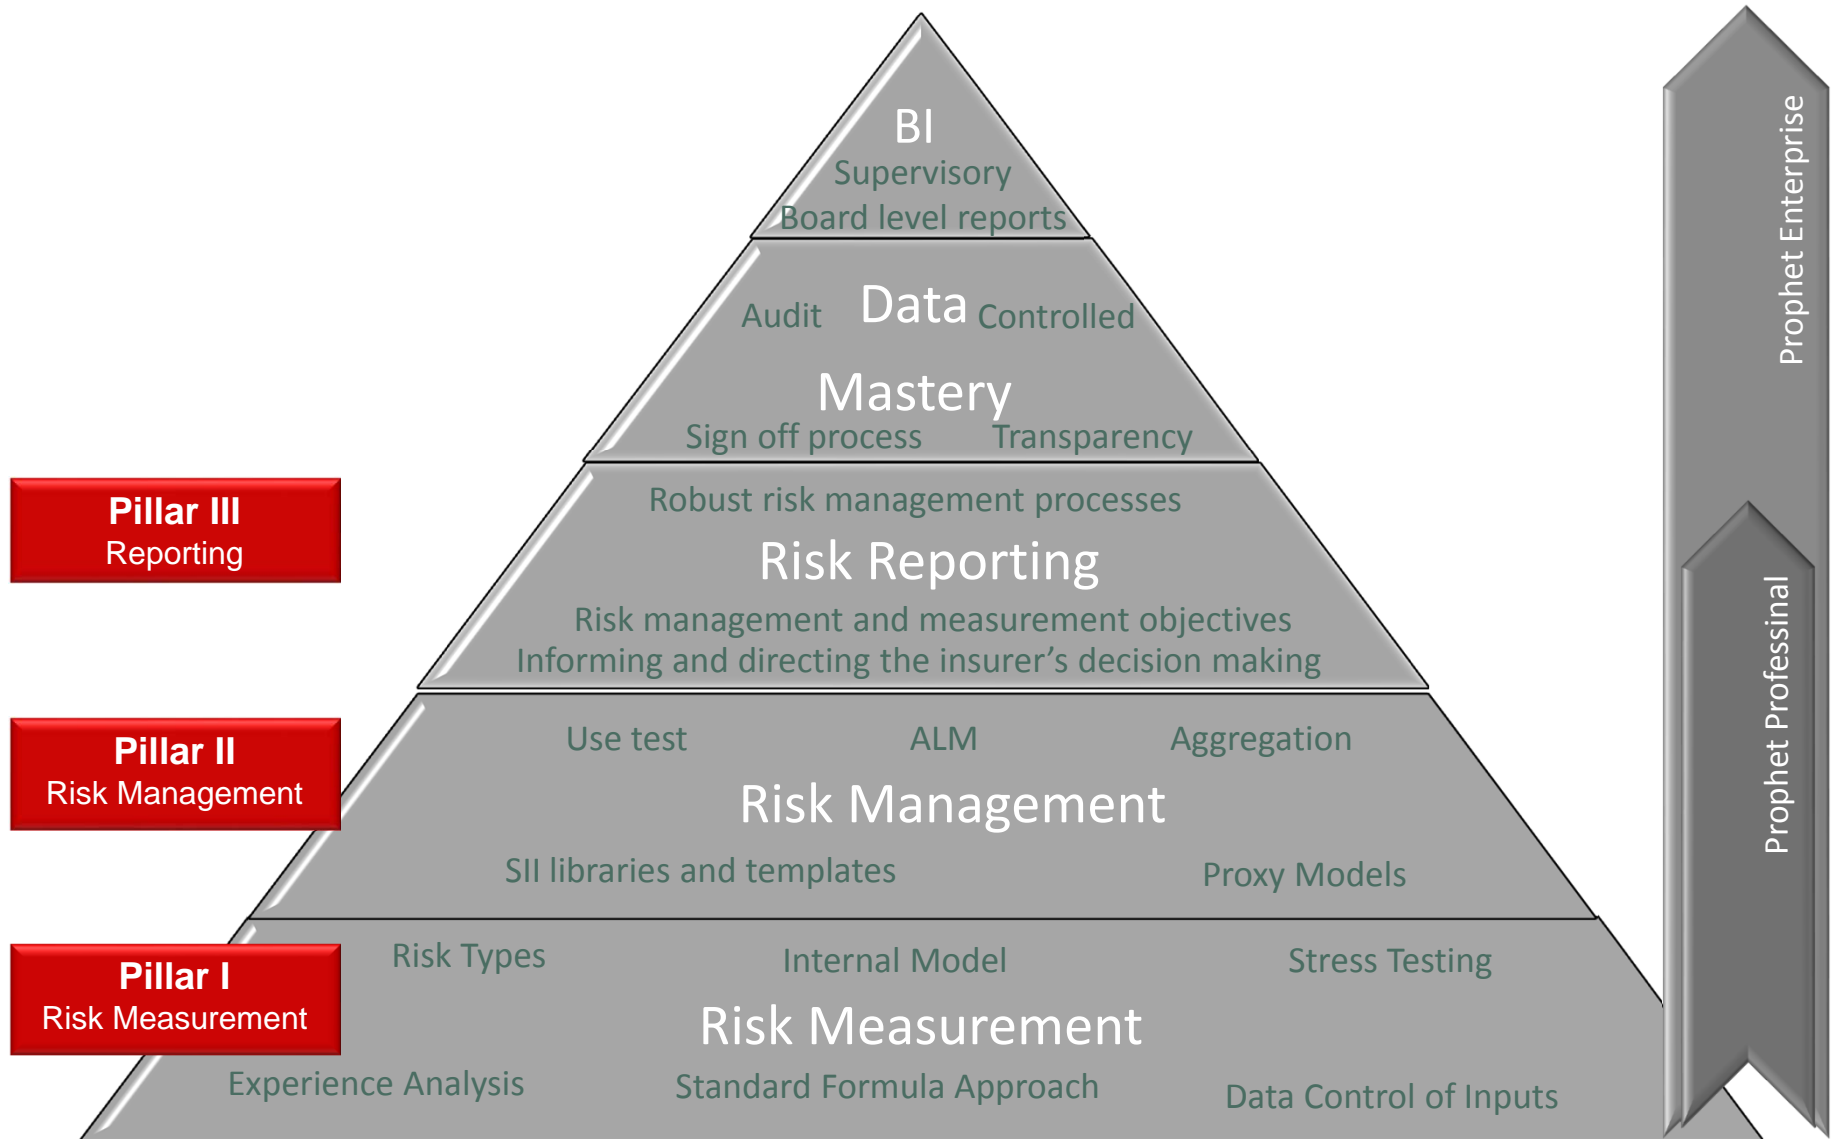 BI
Supervisory
Board level reports
Audit Data Controlled
Mastery
Sign off process Transparency
Pillar III
Reporting
Robust risk management processes
Risk Reporting
Risk management and measurement objectives
Informing and directing the insurer’s decision making
Pillar II
Risk Management
Use test ALM Aggregation
Risk Management
SII libraries and templates Proxy Models
Pillar I
Risk Measurement
Risk Types Internal Model Stress Testing
Risk Measurement
Experience Analysis Standard Formula Approach Data Control of Inputs
Prophet Enterprise
Prophet Professinal